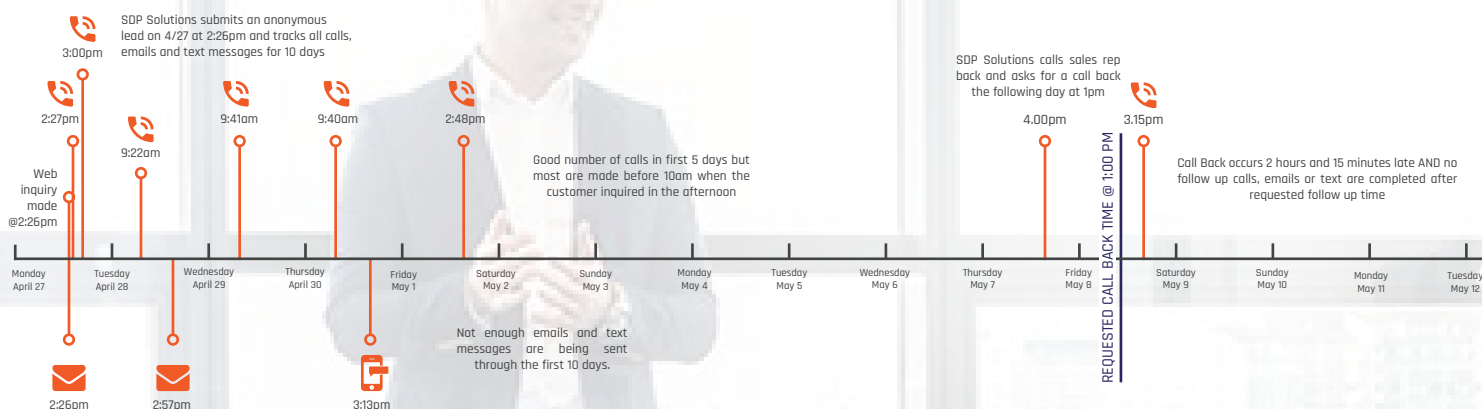 SDP Solutions submits an anonymous
lead on 4/27 at 2:26pm and tracks all calls,
emails and text messages for 10 days
3:00pm
2:27pm
9:22am
9:41am
9:40am
2:48pm
Web
inquiry
made
@2:26pm
Good number of calls in first 5 days but
most are made before 10am when the
customer inquired in the afternoon
SDP Solutions calls sales rep
back and asks for a call back
the following day at 1pm
4.00pm
3.15pm
REQUESTED CALL BACK TIME @ 1:00 PM
Call Back occurs 2 hours and 15 minutes late AND no
follow up calls, emails or text are completed after
requested follow up time
Monday
April 27
Tuesday
April 28
Wednesday
April 29
Thursday
April 30
Friday
May 1
Saturday
May 2
Sunday
May 3
Monday
May 4
Tuesday
May 5
Wednesday
May 6
Thursday
May 7
Friday
May 8
Saturday
May 9
Sunday
May 10
Monday
May 11
Tuesday
May 12
Not enough emails and text
messages are being sent
through the first 10 days.
2:26pm
2:57pm
3:13pm